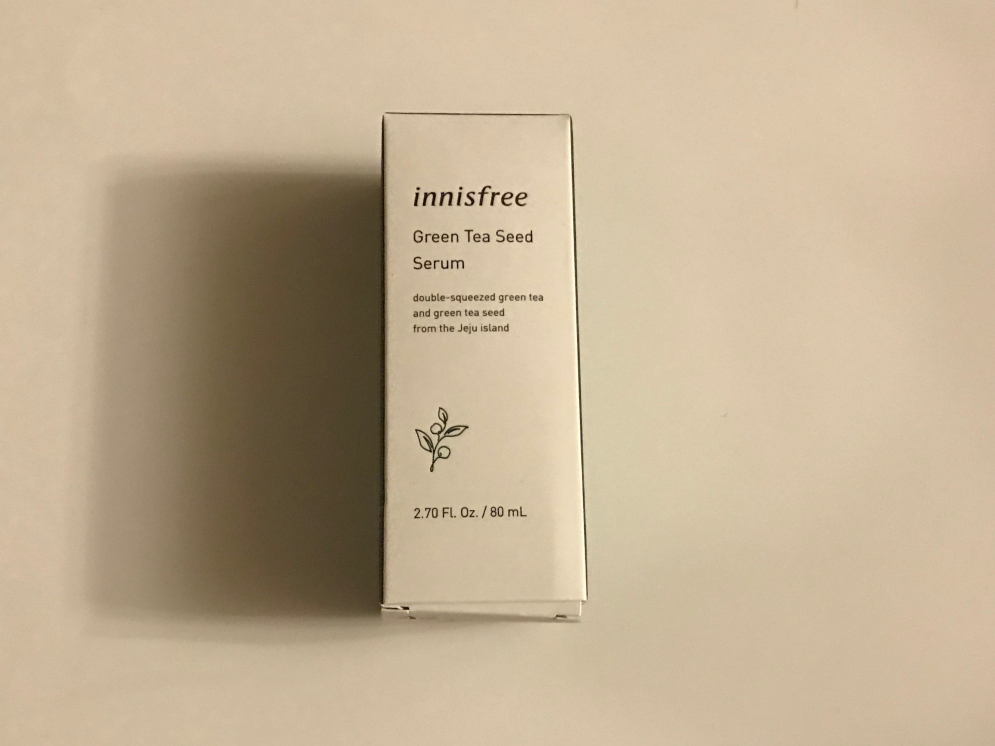 innisfree
Green Tea Seed
Serum
double-squeezed green tea
and green tea seed
from the Jeju island
2.70 Fl. Oz. / 80 mL